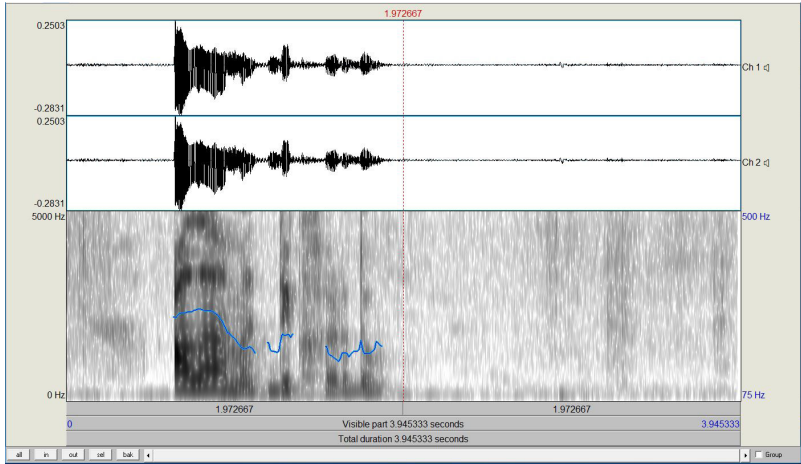 1.972667
0.2503
Ch 1
-0.2831
0.2503
Ch 2
-0.2831
5000 Hz 500 Hz
0 Hz 75 Hz
1.972667 1.972667
0 Visible part 3.945333 seconds 3.945333
Total duration 3.945333 seconds
all in out sel bak Group